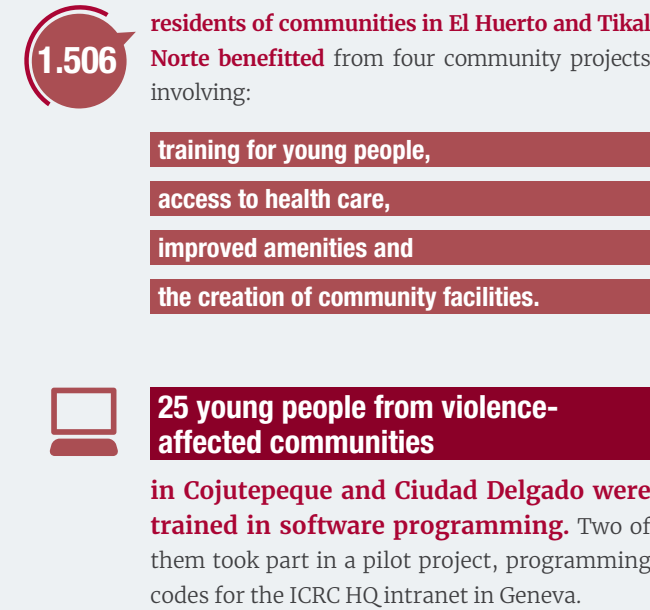 1.506
residents of communities in El Huerto and Tikal
Norte benefitted from four community projects
involving:
training for young people,
access to health care,
improved amenities and
the creation of community facilities.
25 young people from violence-
affected communities
in Cojutepeque and Ciudad Delgado were
trained in software programming. Two of
them took part in a pilot project, programming
codes for the ICRC HQ intranet in Geneva.